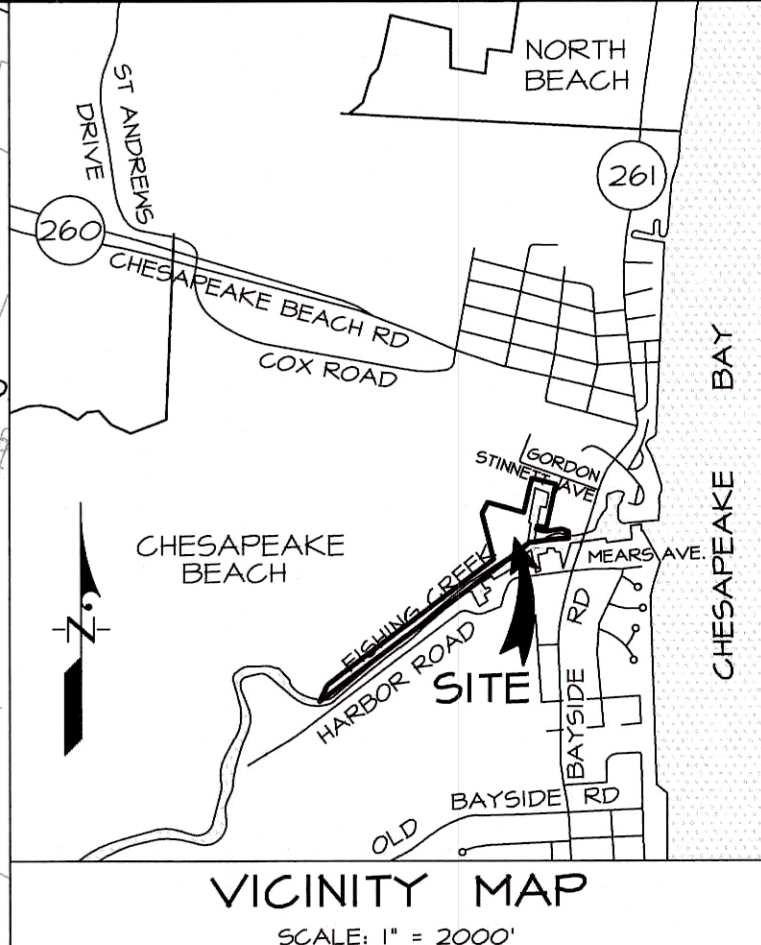 NORTH
BEACH
ST ANDREWS
DRIVE
261
260
CHESAPEAKE BEACH RD
COX ROAD
CHESAPEAKE BAY
GORDON
STINNETT AVE
CHESAPEAKE
BEACH
MEARS AVE.
FISHING CREEK
HARBOR ROAD
N
SITE
BAYSIDE RD
OLD BAYSIDE RD
VICINITY MAP
SCALE: 1" = 2000'